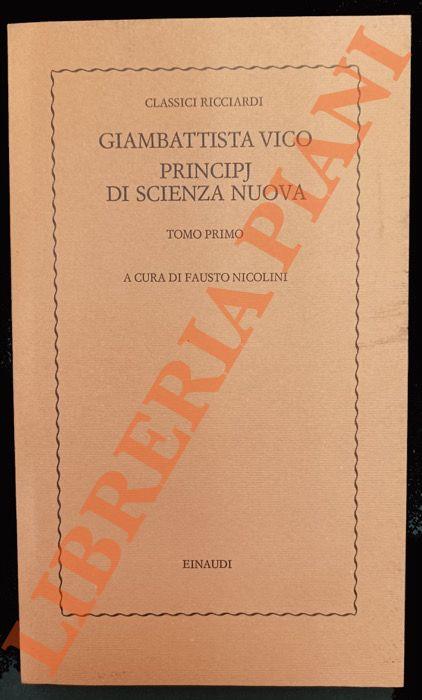 CLASSICI RICCIARDI
GIAMBATTISTA VICO
PRINCIPJ
DI SCIENZA NUOVA
TOMO PRIMO
A CURA DI FAUSTO NICOLINI
EINAUDI
LIBRERIA PIANI